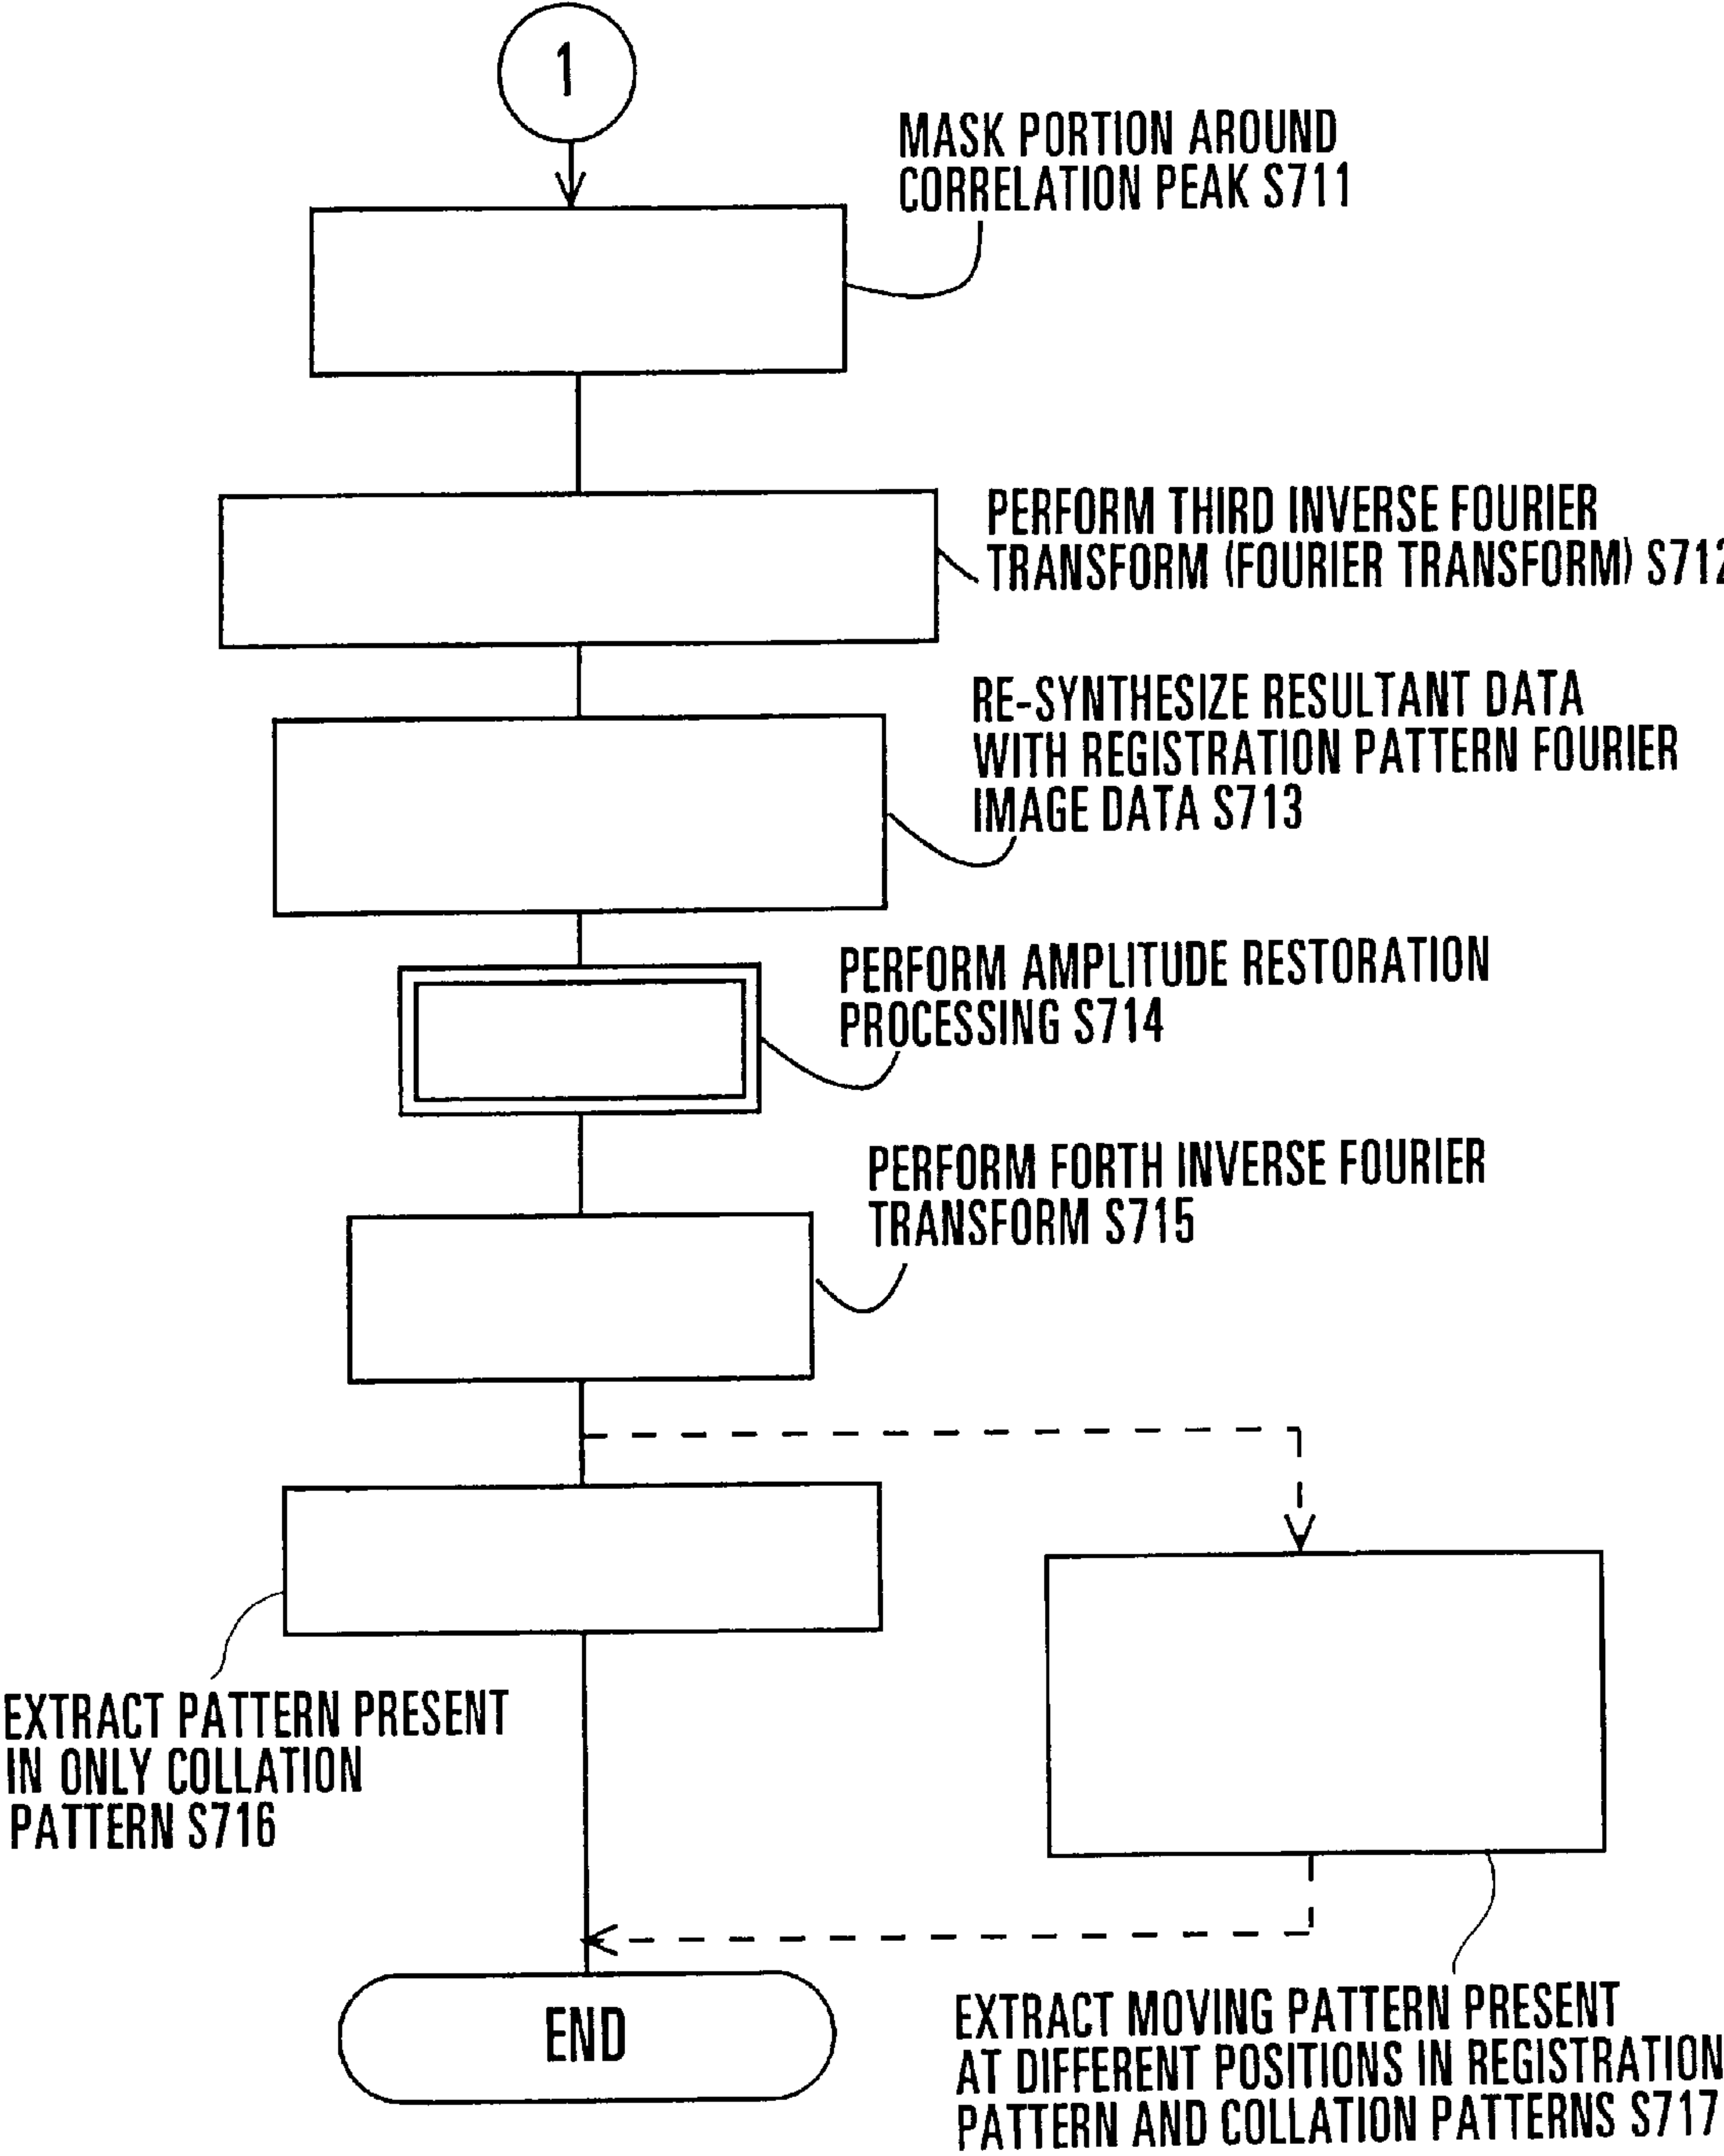 1
MASK PORTION AROUND
CORRELATION PEAK S711
PERFORM THIRD INVERSE FOURIER
TRANSFORM (FOURIER TRANSFORM) S712
RE-SYNTHESIZE RESULTANT DATA
WITH REGISTRATION PATTERN FOURIER
IMAGE DATA S713
PERFORM AMPLITUDE RESTORATION
PROCESSING S714
PERFORM FORTH INVERSE FOURIER
TRANSFORM S715
EXTRACT PATTERN PRESENT
IN ONLY COLLATION
PATTERN S716
END
EXTRACT MOVING PATTERN PRESENT
AT DIFFERENT POSITIONS IN REGISTRATION
PATTERN AND COLLATION PATTERNS S717